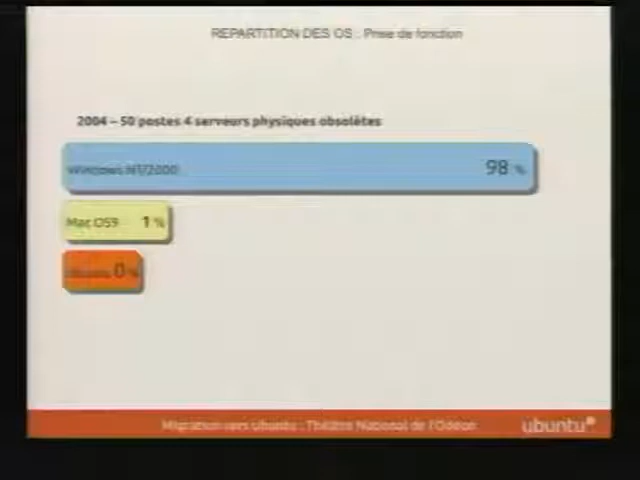 REPARTITION DES OS : Prise de fonction
2004 – 50 postes 4 serveurs physiques obsolètes
Windows NT/2000 98 %
Mac OS9 1 %
Ubuntu 0 %
Migration vers Ubuntu : Théâtre National de l'Odéon
ubuntu